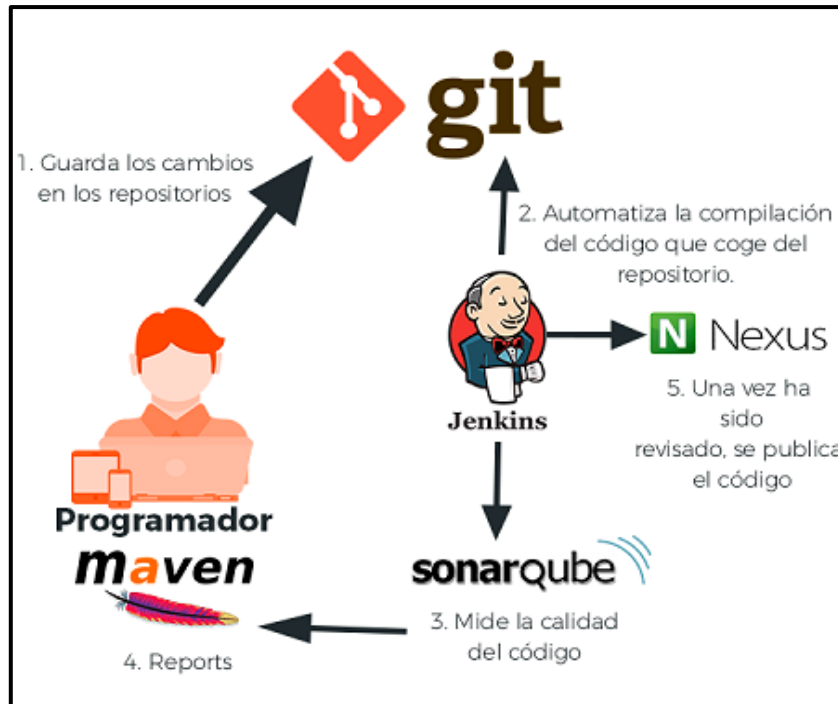 git
1. Guarda los cambios
en los repositorios
2. Automatiza la compilación
del código que coge del
repositorio.
N Nexus
Jenkins
5. Una vez ha
sido
revisado, se publica
el código
Programador
maven
sonarqube
3. Mide la calidad
del código
4. Reports